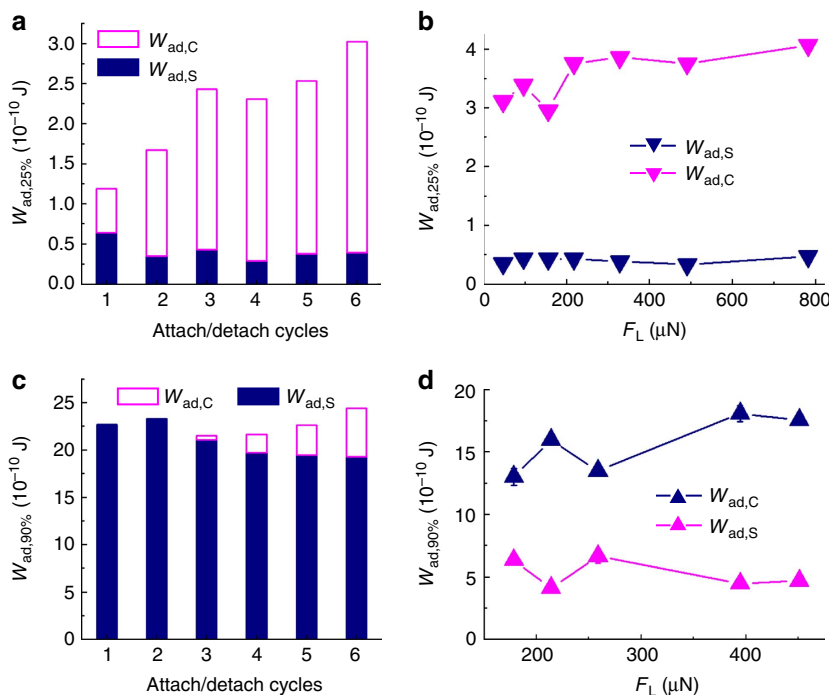 a
W_ad,C
W_ad,S
W_ad,25% (10^–10 J)
3.0
2.5
2.0
1.5
1.0
0.5
0.0
1 2 3 4 5 6
Attach/detach cycles
b
W_ad,25% (10^–10 J)
4
3
2
1
0
W_ad,S
W_ad,C
0 200 400 600 800
F_L (μN)
c
W_ad,C W_ad,S
W_ad,90% (10^–10 J)
25
20
15
10
5
0
1 2 3 4 5 6
Attach/detach cycles
d
W_ad,90% (10^–10 J)
20
15
10
5
0
W_ad,C
W_ad,S
200 400
F_L (μN)